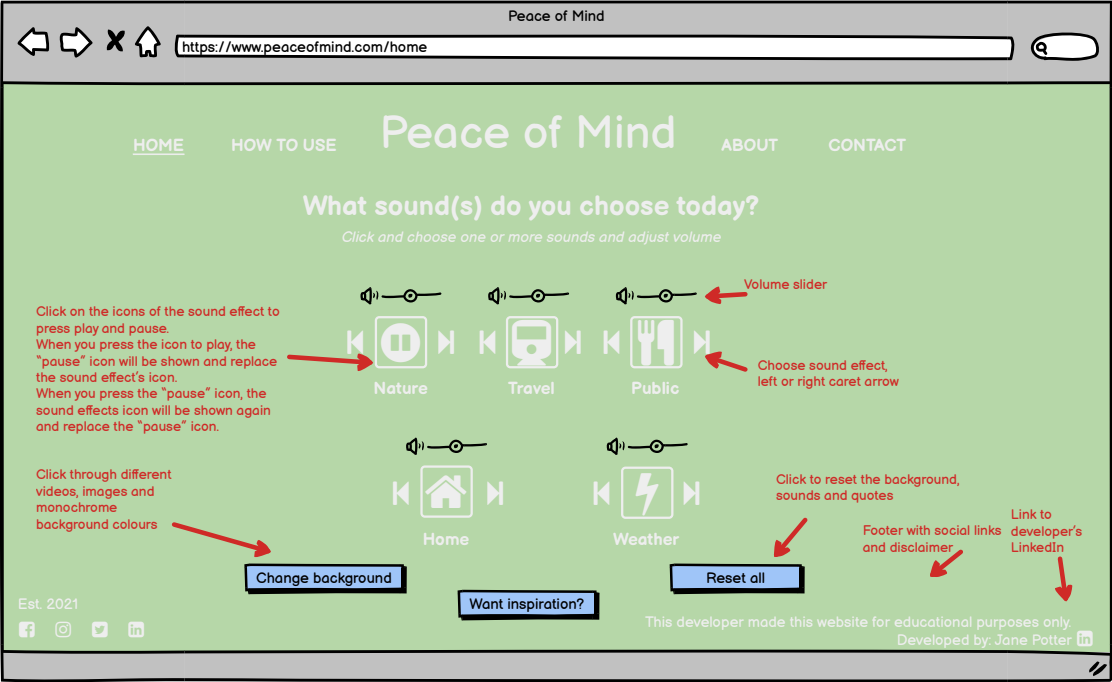 Peace of Mind
https://www.peaceofmind.com/home
HOME
HOW TO USE
Peace of Mind
ABOUT
CONTACT
What sound(s) do you choose today?
Click and choose one or more sounds and adjust volume
Volume slider
Click on the icons of the sound effect to
press play and pause.
When you press the icon to play, the
“pause” icon will be shown and replace
the sound effect's icon.
When you press the “pause” icon, the
sound effects icon will be shown again
and replace the “pause” icon.
Choose sound effect,
left or right caret arrow
Nature
Travel
Public
Click through different
videos, images and
monochrome
background colours
Click to reset the background,
sounds and quotes
Footer with social links
and disclaimer
Link to
developer's
LinkedIn
Home
Weather
Change background
Want inspiration?
Reset all
Est. 2021
This developer made this website for educational purposes only.
Developed by: Jane Potter